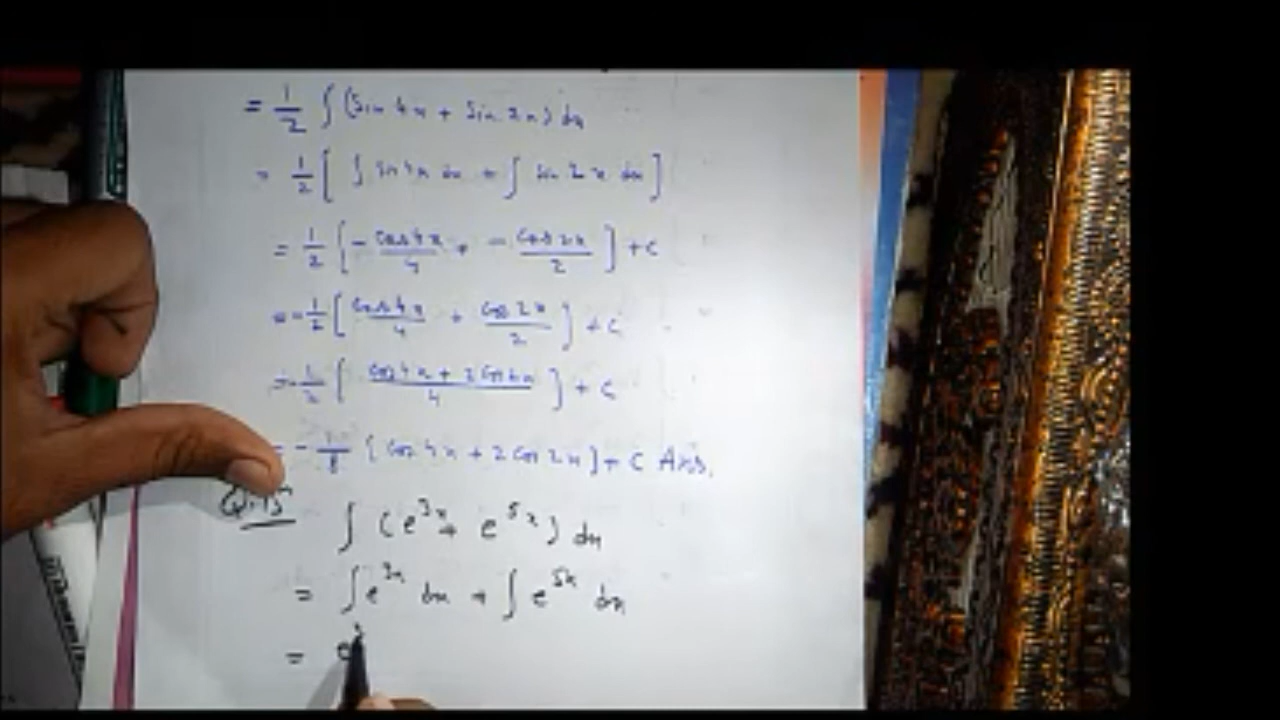 = 1/2 ∫ (Sin 4x + Sin 2x) dx
= 1/2 [ ∫ sin 4x dx + ∫ sin 2x dx ]
= 1/2 [ - cos 4x / 4 + - cos 2x / 2 ] + C
= - 1/2 [ cos 4x / 4 + cos 2x / 2 ] + C
= - 1/2 [ cos 4x + 2 cos 2x / 4 ] + C
= - 1/8 [ cos 4x + 2 cos 2x ] + C Ans.
Q.15 ∫ ( e^3x + e^5x ) dx
= ∫ e^3x dx + ∫ e^5x dx
= e